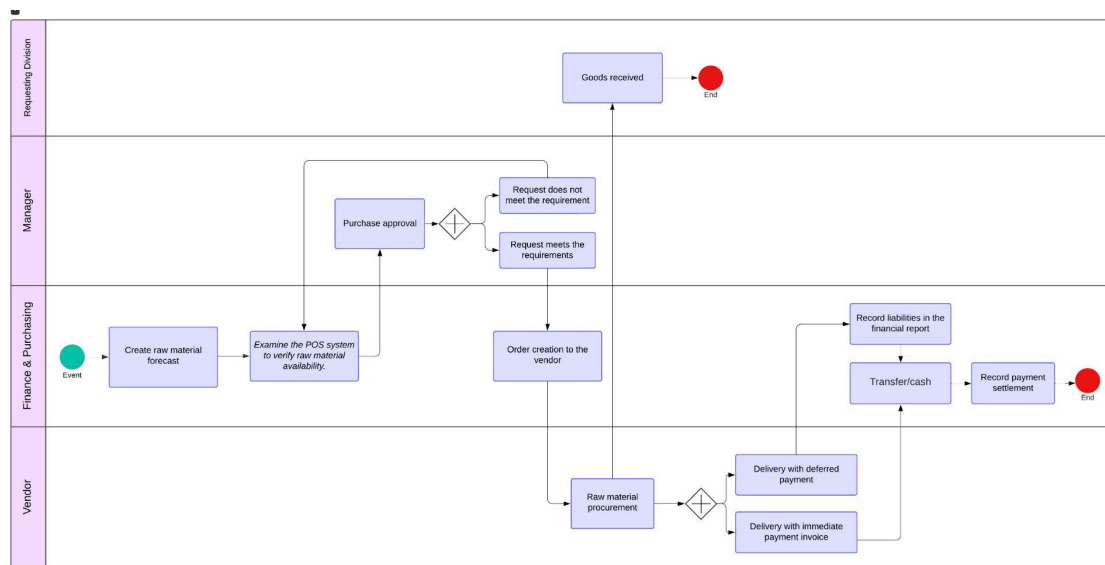 Requesting Division
Goods received
End
Manager
Purchase approval
Request does not
meet the requirement
Request meets the
requirements
Finance & Purchasing
Event
Create raw material
forecast
Examine the POS system
to verify raw material
availability.
Order creation to the
vendor
Record liabilities in the
financial report
Transfer/cash
Record payment
settlement
End
Vendor
Raw material
procurement
Delivery with deferred
payment
Delivery with immediate
payment invoice